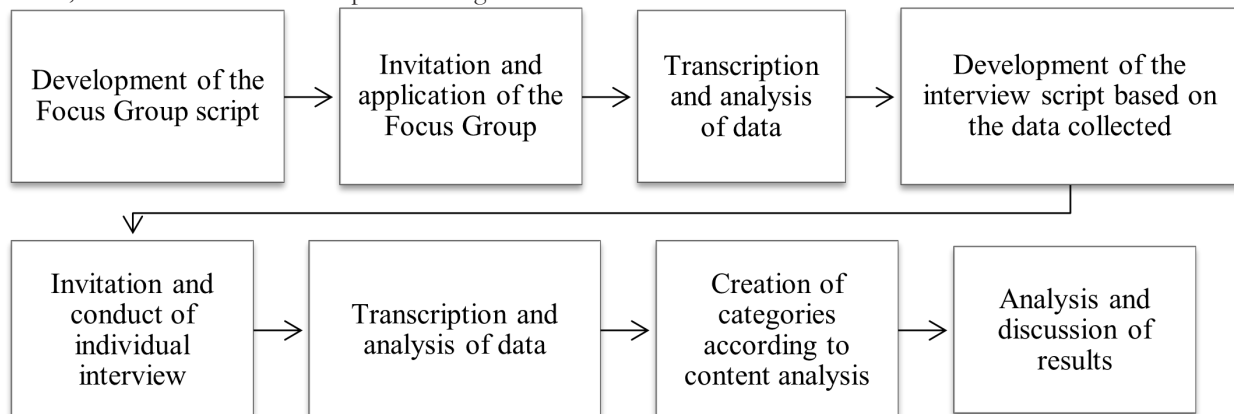 Development of the
Focus Group script
Invitation and
application of the
Focus Group
Transcription
and analysis
of data
Development of the
interview script based on
the data collected
Invitation and
conduct of
individual
interview
Transcription and
analysis of data
Creation of
categories
according to
content analysis
Analysis and
discussion of
results